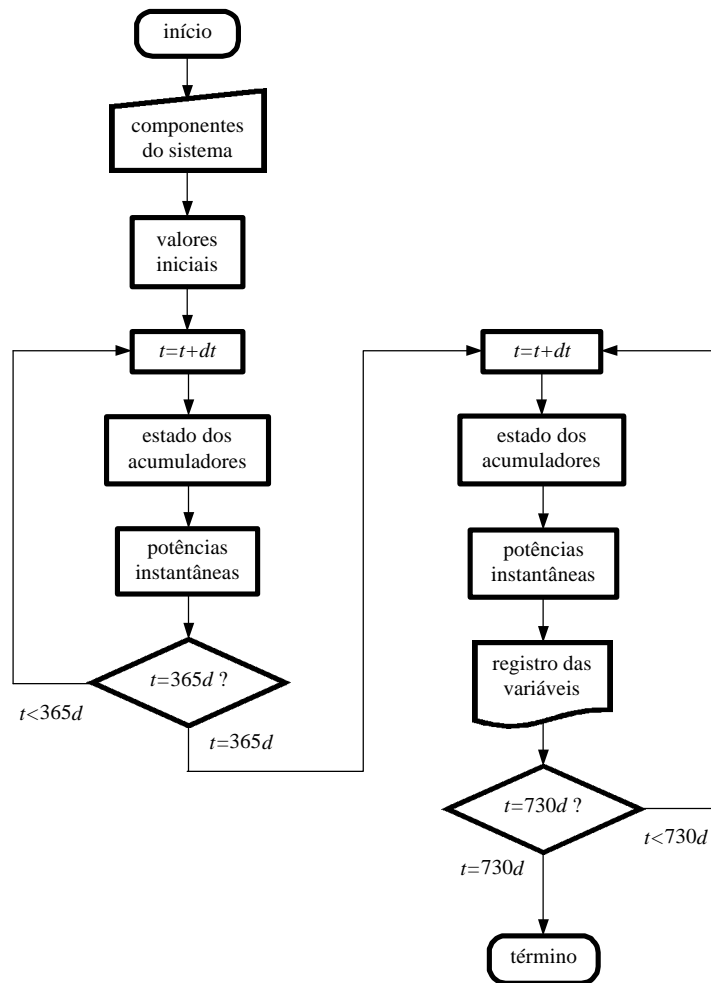 início
componentes
do sistema
valores
iniciais
t=t+dt
estado dos
acumuladores
potências
instantâneas
t=365d ?
t<365d
t=365d
t=t+dt
estado dos
acumuladores
potências
instantâneas
registro das
variáveis
t=730d ?
t<730d
t=730d
término